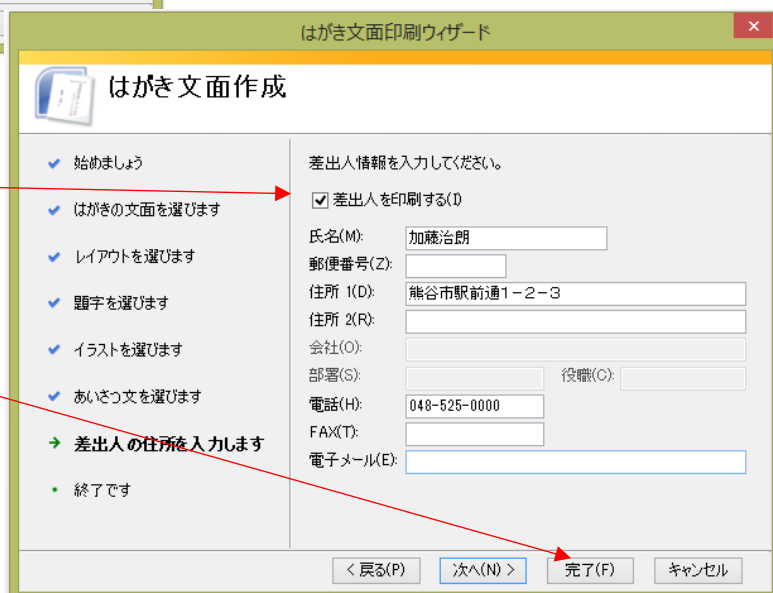 はがき文面印刷ウィザード
はがき文面作成
始めましょう
はがきの文面を選びます
レイアウトを選びます
題字を選びます
イラストを選びます
あいさつ文を選びます
差出人の住所を入力します
終了です
差出人情報を入力してください。
差出人を印刷する(I)
氏名(M): 加藤治朗
郵便番号(Z):
住所 1(D): 熊谷市駅前通1-2-3
住所 2(R):
会社(O):
部署(S): 役職(C):
電話(H): 048-525-0000
FAX(T):
電子メール(E):
< 戻る(P) 次へ(N) > 完了(F) キャンセル